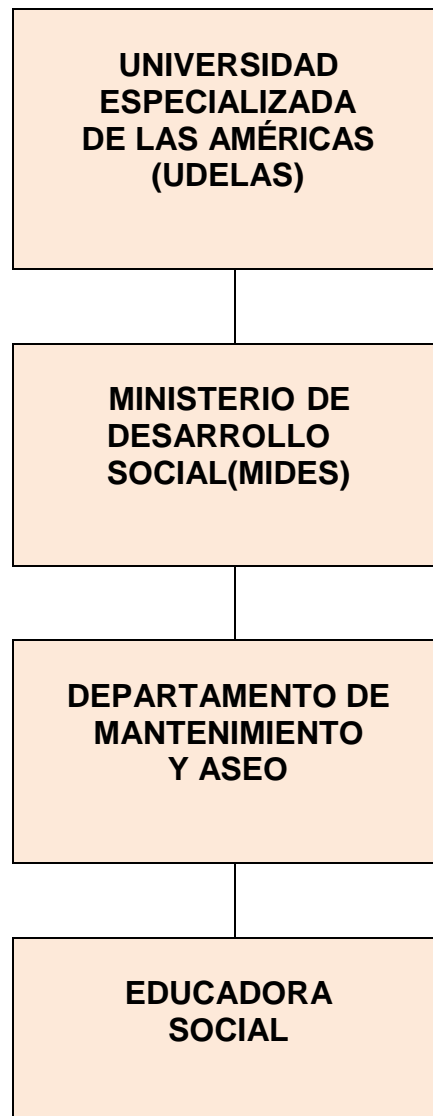 UNIVERSIDAD
ESPECIALIZADA
DE LAS AMÉRICAS
(UDELAS)
MINISTERIO DE
DESARROLLO
SOCIAL(MIDES)
DEPARTAMENTO DE
MANTENIMIENTO
Y ASEO
EDUCADORA
SOCIAL